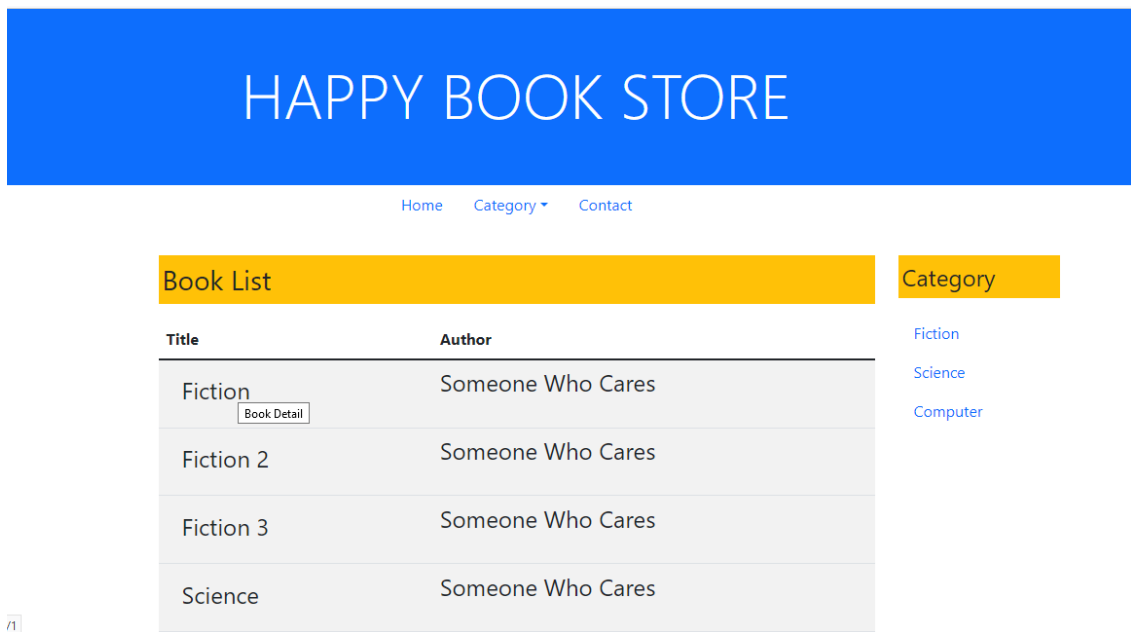 HAPPY BOOK STORE
Home Category Contact
Book List
Category
Title Author
Fiction Someone Who Cares
Book Detail
Fiction 2 Someone Who Cares
Fiction 3 Someone Who Cares
Science Someone Who Cares
Fiction
Science
Computer
/1